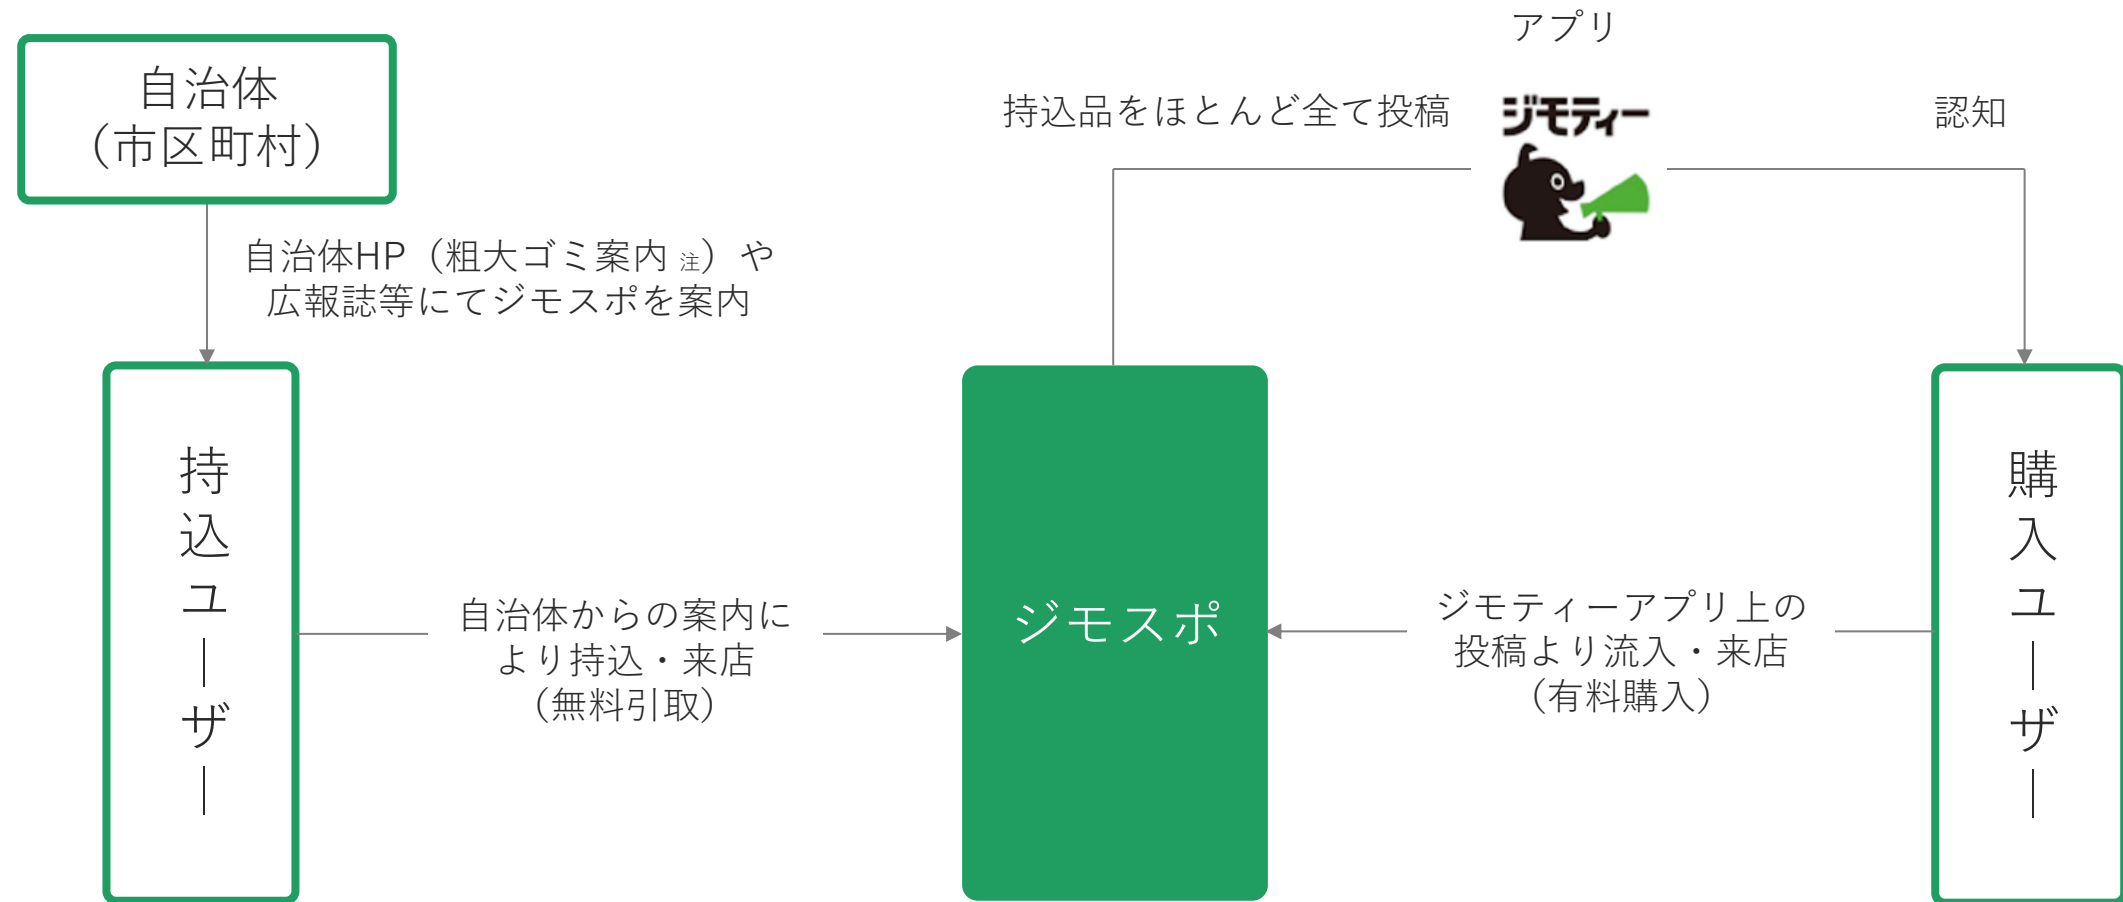 アプリ
自治体
（市区町村）
持込品をほとんど全て投稿
ジモティー
認知
自治体HP（粗大ゴミ案内 注）や
広報誌等にてジモスポを案内
持込ユーザー
自治体からの案内に
より持込・来店
（無料引取）
ジモスポ
ジモティーアプリ上の
投稿より流入・来店
（有料購入）
購入ユーザー